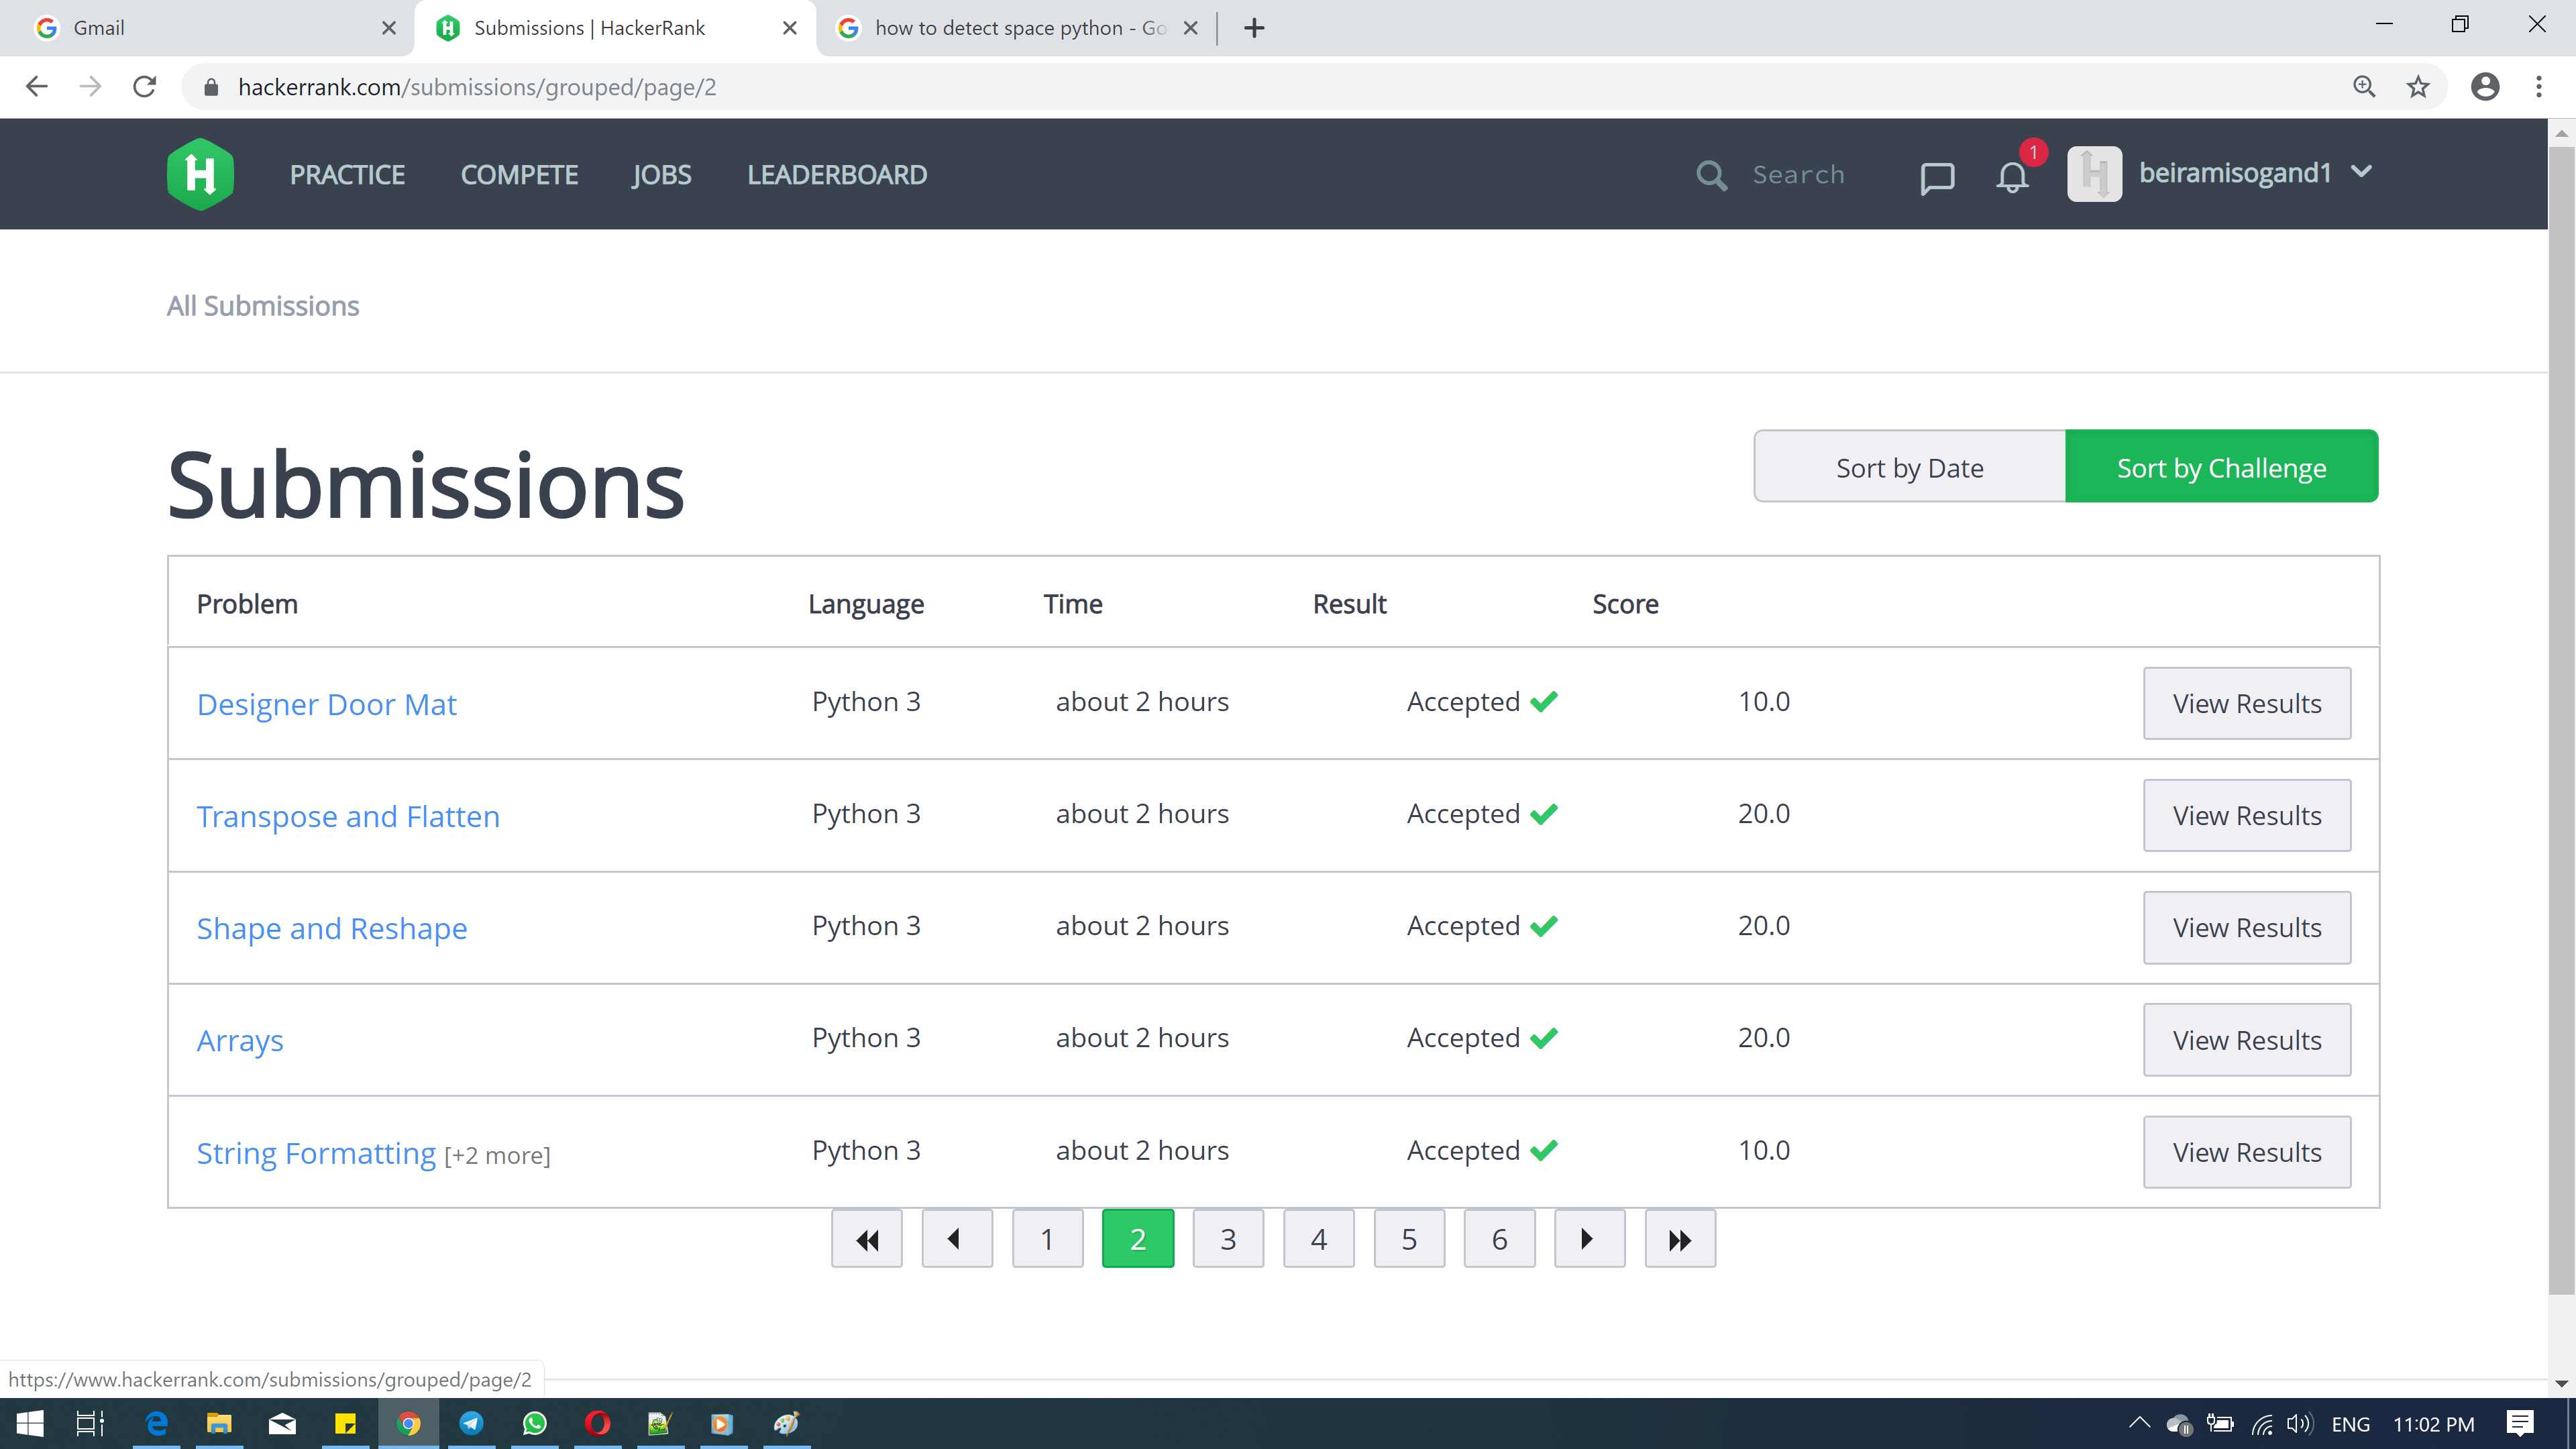 Gmail
Submissions | HackerRank
how to detect space python - Go
hackerrank.com/submissions/grouped/page/2
PRACTICE COMPETE JOBS LEADERBOARD
Search
1
beiramisogand1
All Submissions
Submissions
Sort by Date
Sort by Challenge
Problem Language Time Result Score
Designer Door Mat Python 3 about 2 hours Accepted 10.0 View Results
Transpose and Flatten Python 3 about 2 hours Accepted 20.0 View Results
Shape and Reshape Python 3 about 2 hours Accepted 20.0 View Results
Arrays Python 3 about 2 hours Accepted 20.0 View Results
String Formatting [+2 more] Python 3 about 2 hours Accepted 10.0 View Results
1 2 3 4 5 6
https://www.hackerrank.com/submissions/grouped/page/2
ENG 11:02 PM